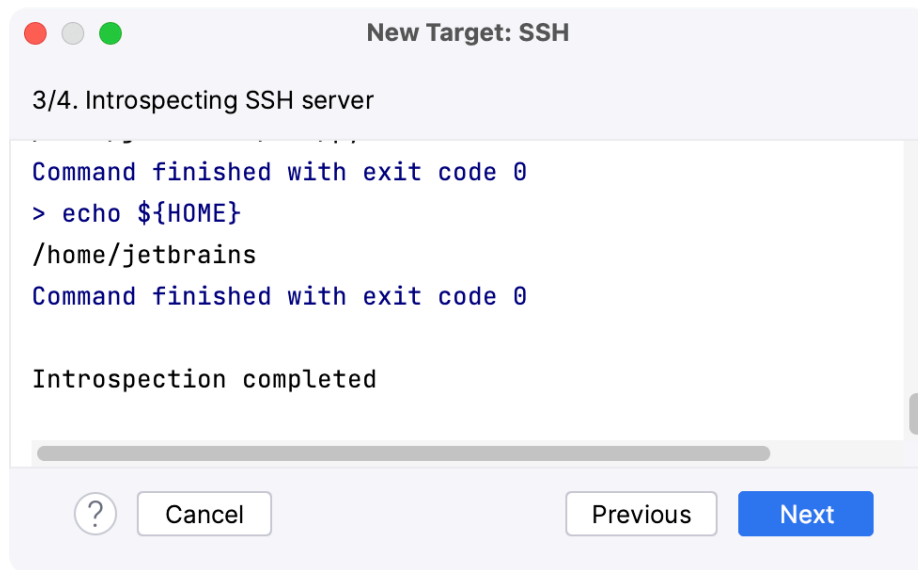 New Target: SSH
3/4. Introspecting SSH server
Command finished with exit code 0
> echo ${HOME}
/home/jetbrains
Command finished with exit code 0
Introspection completed
?
Cancel
Previous
Next